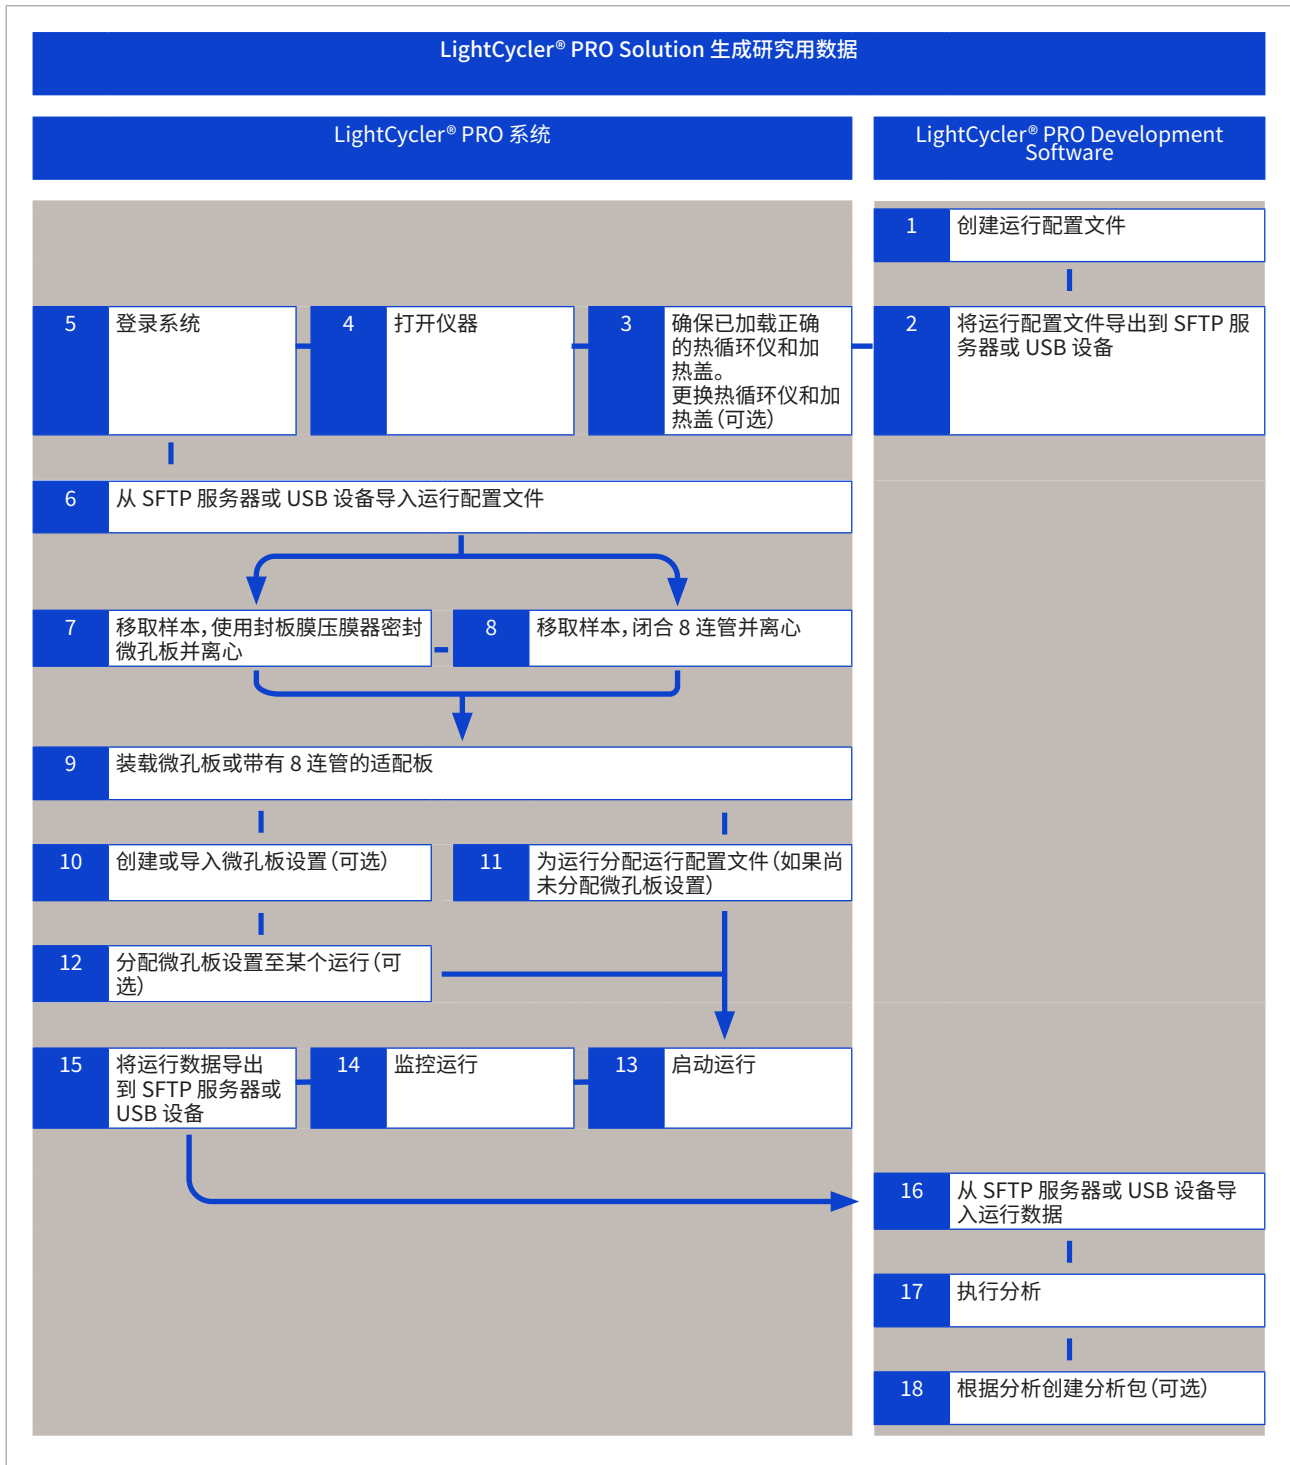 LightCycler® PRO Solution 生成研究用数据
LightCycler® PRO 系统
LightCycler® PRO Development
Software
1
创建运行配置文件
2
将运行配置文件导出到 SFTP 服
务器或 USB 设备
3
确保已加载正确
的热循环仪和加
热盖。
更换热循环仪和加
热盖（可选）
4
打开仪器
5
登录系统
6
从 SFTP 服务器或 USB 设备导入运行配置文件
7
移取样本，使用封板膜压膜器密封
微孔板并离心
8
移取样本，闭合 8 连管并离心
9
装载微孔板或带有 8 连管的适配板
10
创建或导入微孔板设置（可选）
11
为运行分配运行配置文件（如果尚
未分配微孔板设置）
12
分配微孔板设置至某个运行（可
选）
13
启动运行
14
监控运行
15
将运行数据导出
到 SFTP 服务器或
USB 设备
16
从 SFTP 服务器或 USB 设备导
入运行数据
17
执行分析
18
根据分析创建分析包（可选）